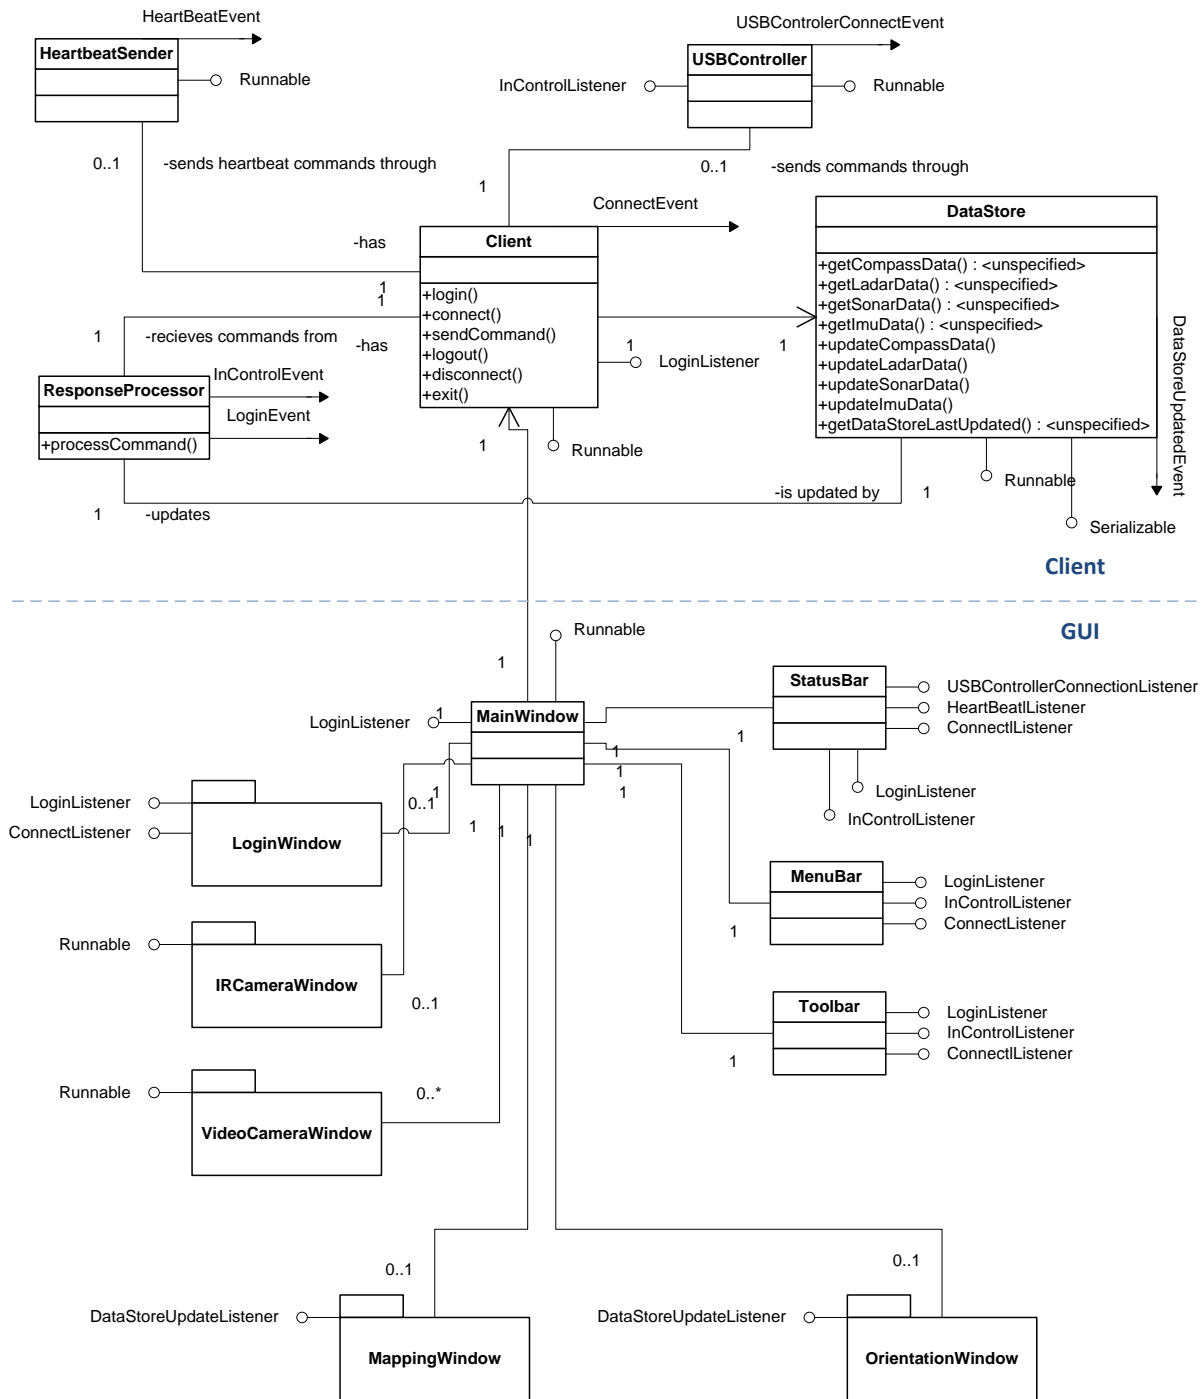 HeartBeatEvent
USBControlerConnectEvent
HeartbeatSender
USBController
Runnable
InControlListener
Runnable
0..1
-sends heartbeat commands through
0..1
-sends commands through
1
ConnectEvent
DataStore
Client
-has
+getCompassData() : <unspecified>
+getLadarData() : <unspecified>
+getSonarData() : <unspecified>
+getImuData() : <unspecified>
+updateCompassData()
+updateLadarData()
+updateSonarData()
+updateImuData()
+getDataStoreLastUpdated() : <unspecified>
1
1
+login()
+connect()
+sendCommand()
+logout()
+disconnect()
+exit()
1
-recieves commands from
-has
1
1
LoginListener
DataStoreUpdatedEvent
InControlEvent
ResponseProcessor
LoginEvent
+processCommand()
1
Runnable
Runnable
-is updated by
1
1
-updates
Serializable
Client
GUI
Runnable
1
StatusBar
USBControllerConnectionListener
HeartBeatlListener
ConnectlListener
LoginListener
1
MainWindow
1
1
1
1
LoginListener
InControlListener
LoginListener
ConnectListener
0..1
1
1
1
1
LoginWindow
MenuBar
LoginListener
InControlListener
ConnectListener
1
Runnable
IRCameraWindow
0..1
Toolbar
LoginListener
InControlListener
ConnectlListener
1
Runnable
0..*
VideoCameraWindow
0..1
0..1
DataStoreUpdateListener
DataStoreUpdateListener
MappingWindow
OrientationWindow